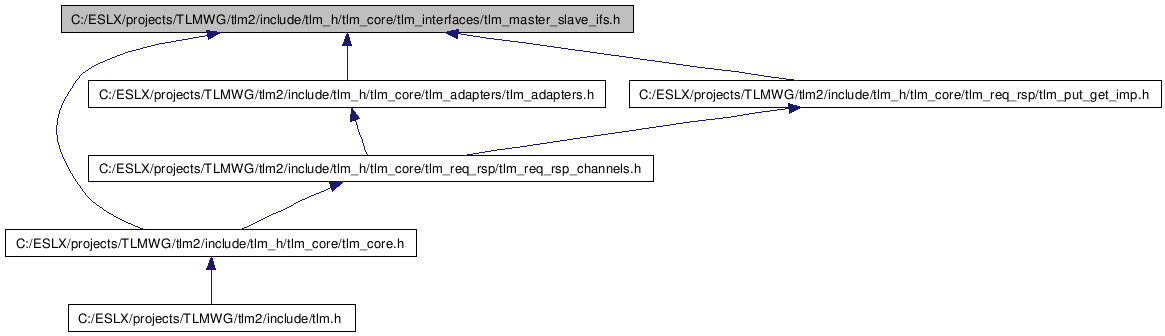 C:/ESLX/projects/TLMWG/tlm2/include/tlm_h/tlm_core/tlm_interfaces/tlm_master_slave_ifs.h
C:/ESLX/projects/TLMWG/tlm2/include/tlm_h/tlm_core/tlm_adapters/tlm_adapters.h
C:/ESLX/projects/TLMWG/tlm2/include/tlm_h/tlm_core/tlm_req_rsp/tlm_put_get_imp.h
C:/ESLX/projects/TLMWG/tlm2/include/tlm_h/tlm_core/tlm_req_rsp/tlm_req_rsp_channels.h
C:/ESLX/projects/TLMWG/tlm2/include/tlm_h/tlm_core/tlm_core.h
C:/ESLX/projects/TLMWG/tlm2/include/tlm.h